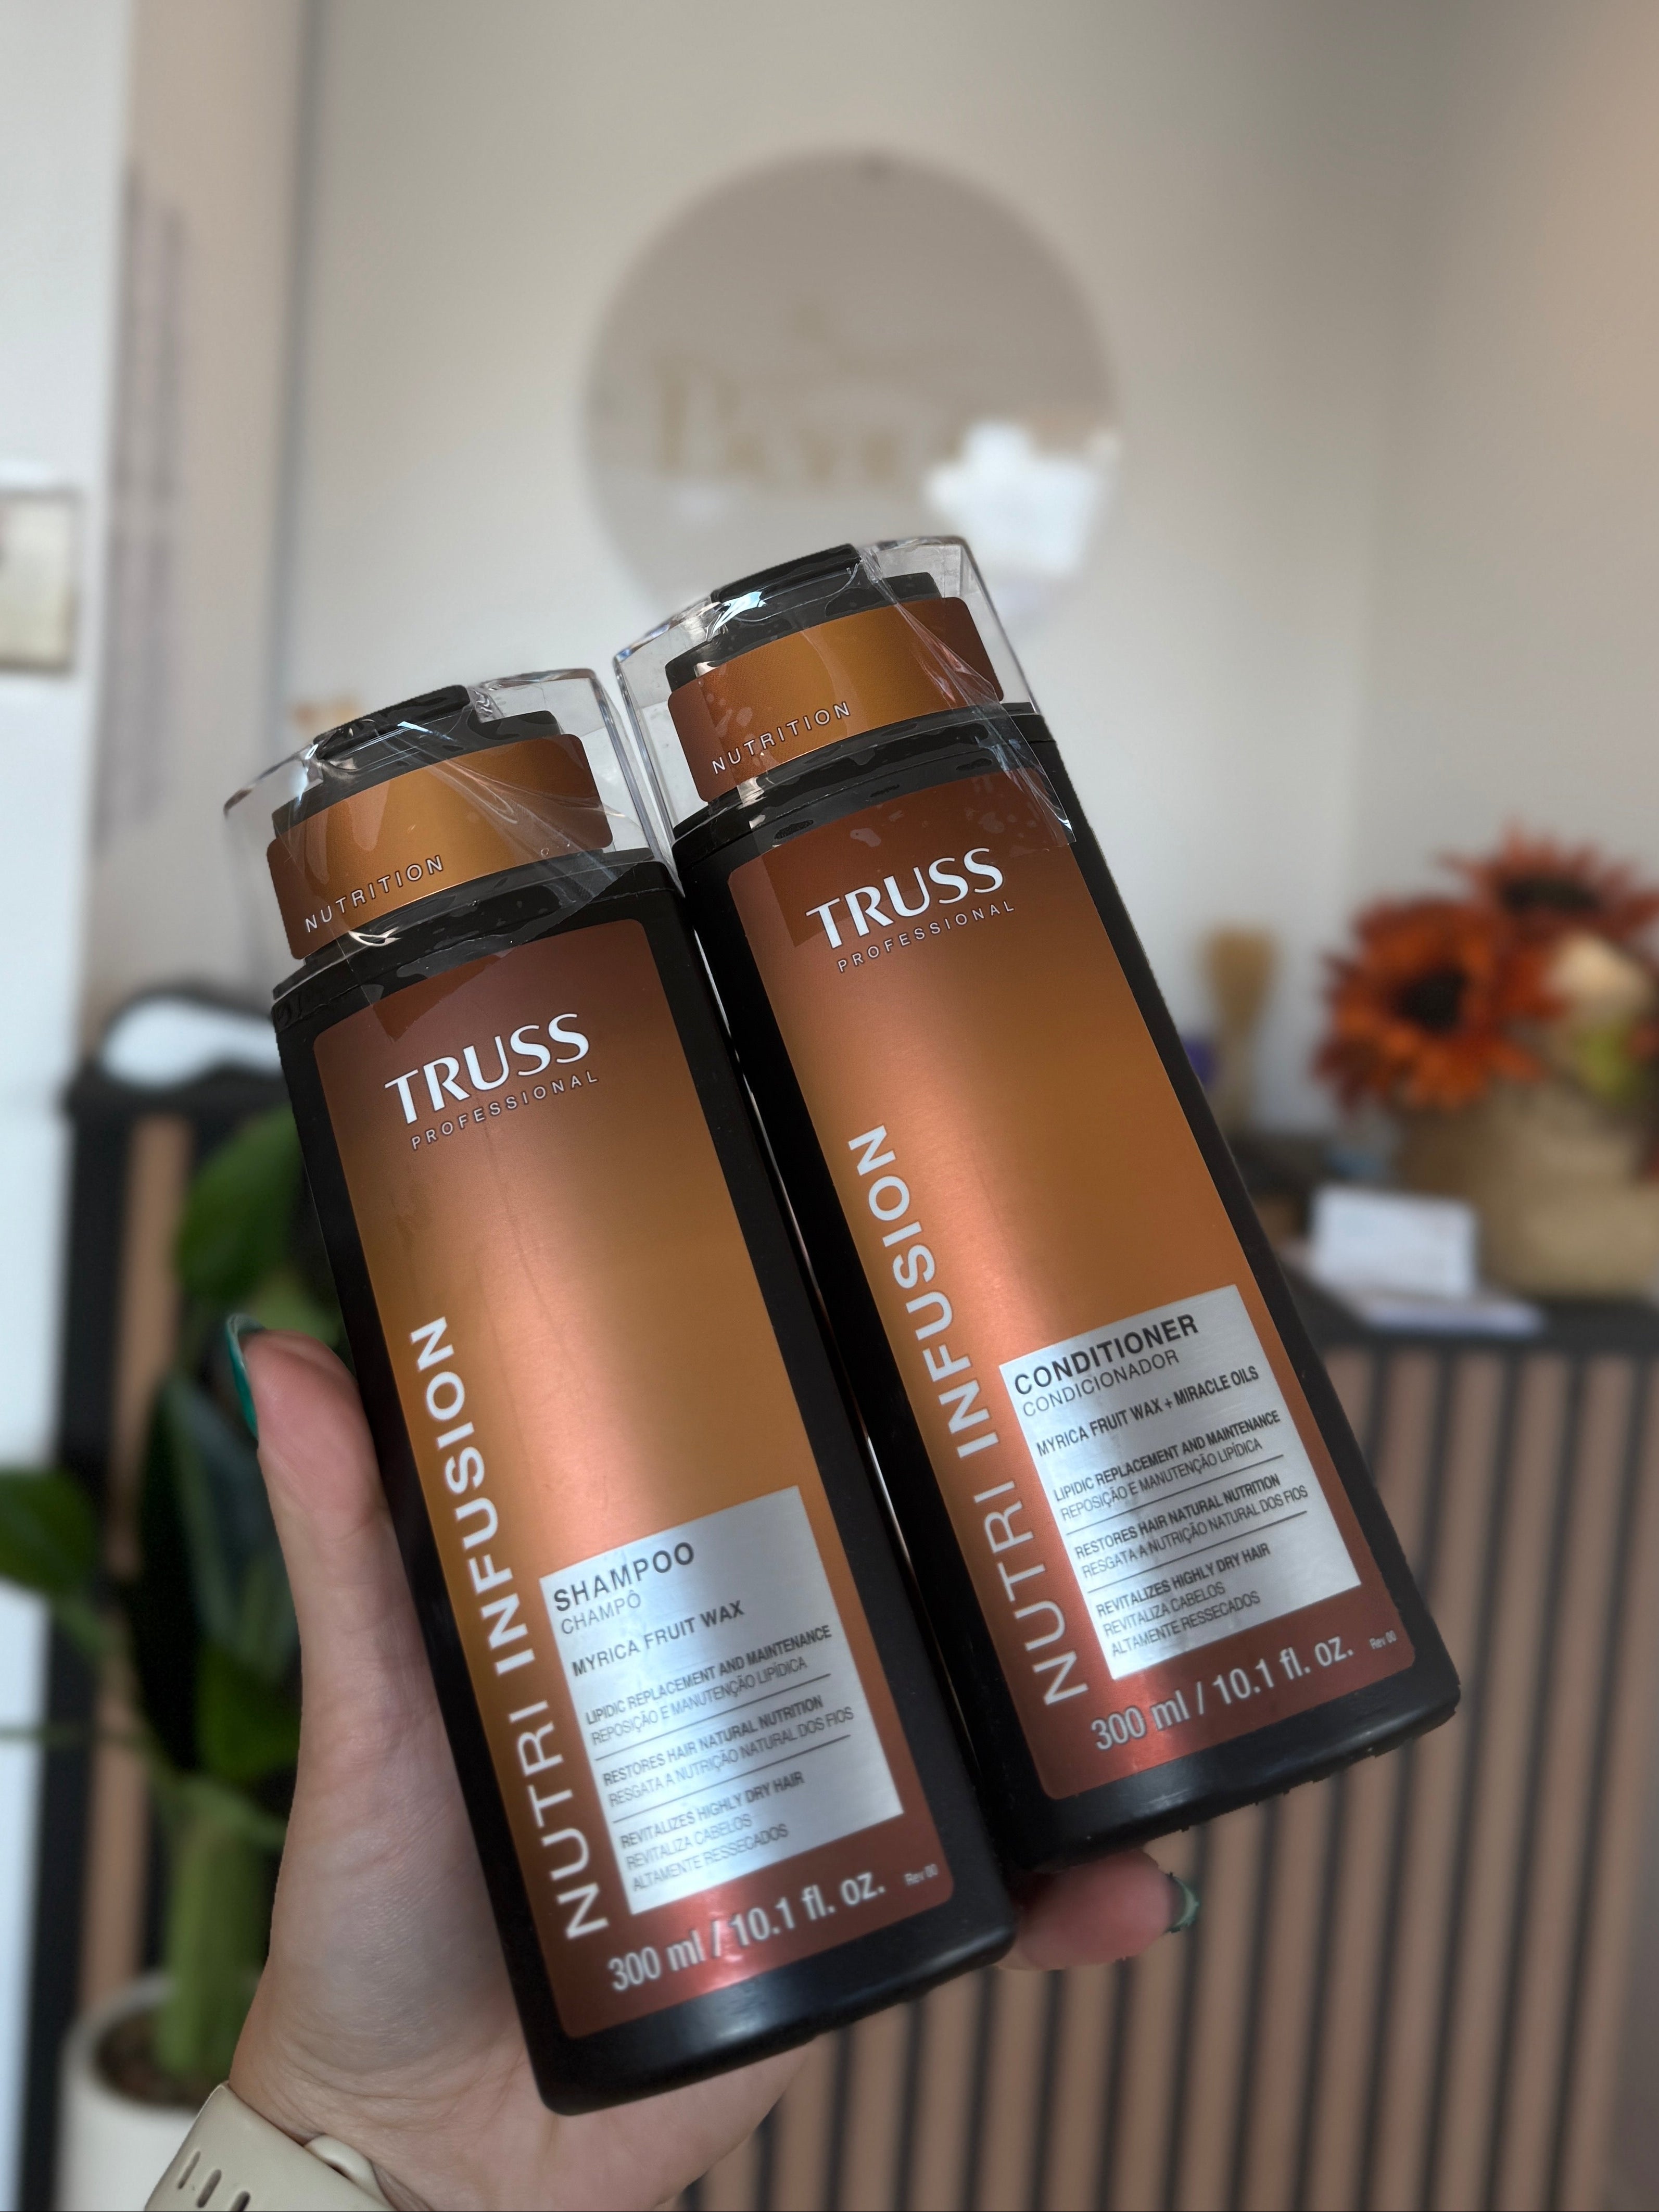 NUTRITION
TRUSS
PROFESSIONAL
NUTRI INFUSION
SHAMPOO
CHAMPÔ
MYRICA FRUIT WAX
LIPIDIC REPLACEMENT AND MAINTENANCE
REPOSIÇÃO E MANUTENÇÃO LIPÍDICA
RESTORES HAIR NATURAL NUTRITION
RESGATA A NUTRIÇÃO NATURAL DOS FIOS
REVITALIZES HIGHLY DRY HAIR
REVITALIZA CABELOS
ALTAMENTE RESSECADOS
300 ml / 10.1 fl. oz.
Rev 00
NUTRITION
TRUSS
PROFESSIONAL
NUTRI INFUSION
CONDITIONER
CONDICIONADOR
MYRICA FRUIT WAX + MIRACLE OILS
LIPIDIC REPLACEMENT AND MAINTENANCE
REPOSIÇÃO E MANUTENÇÃO LIPÍDICA
RESTORES HAIR NATURAL NUTRITION
RESGATA A NUTRIÇÃO NATURAL DOS FIOS
REVITALIZES HIGHLY DRY HAIR
REVITALIZA CABELOS
ALTAMENTE RESSECADOS
300 ml / 10.1 fl. oz.
Rev 00